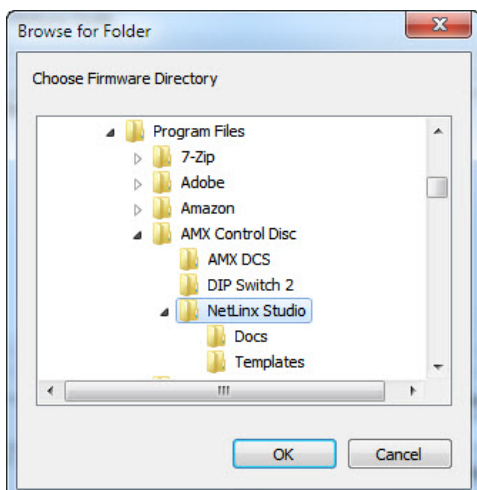 Browse for Folder
Choose Firmware Directory
Program Files
7-Zip
Adobe
Amazon
AMX Control Disc
AMX DCS
DIP Switch 2
NetLinx Studio
Docs
Templates
OK
Cancel